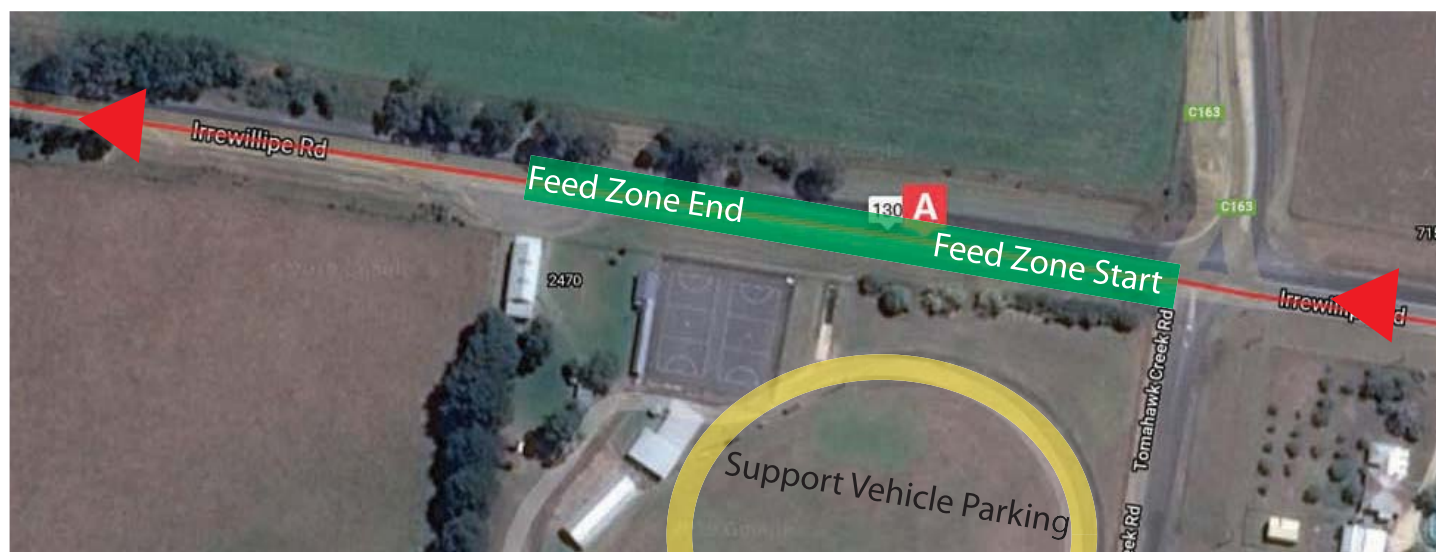 C163
Irrewillipe Rd
Feed Zone End
130
A
C163
Feed Zone Start
2470
Tomahawk Creek Rd
Support Vehicle Parking